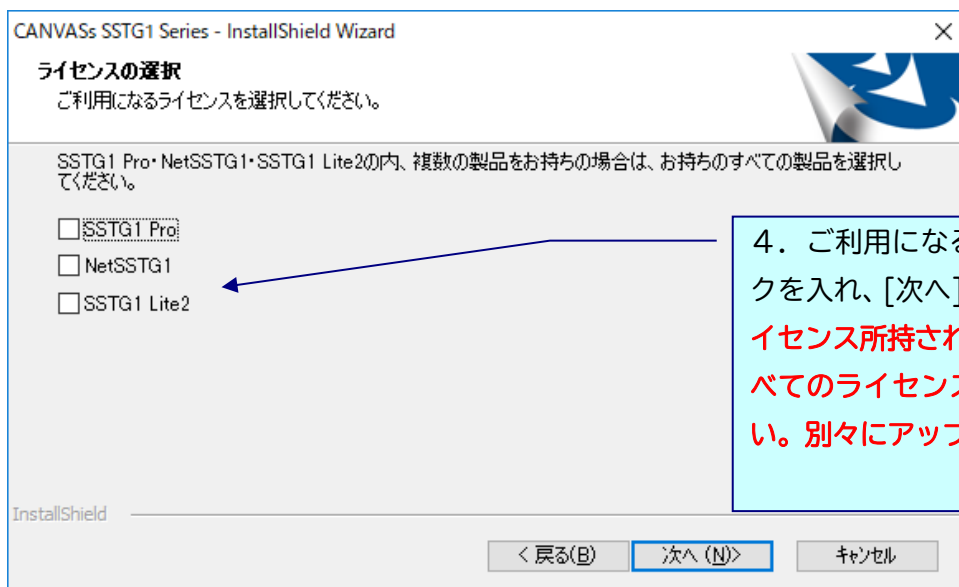 CANVASs SSTG1 Series - InstallShield Wizard
ライセンスの選択
ご利用になるライセンスを選択してください。
SSTG1 Pro・NetSSTG1・SSTG1 Lite2の内、複数の製品をお持ちの場合は、お持ちのすべての製品を選択し
てください。
SSTG1 Pro
NetSSTG1
SSTG1 Lite2
４．ご利用になる
クを入れ、[次へ]
イセンス所持され
べてのライセンス
い。別々にアップ
InstallShield
< 戻る(B)
次へ (N)>
キャンセル